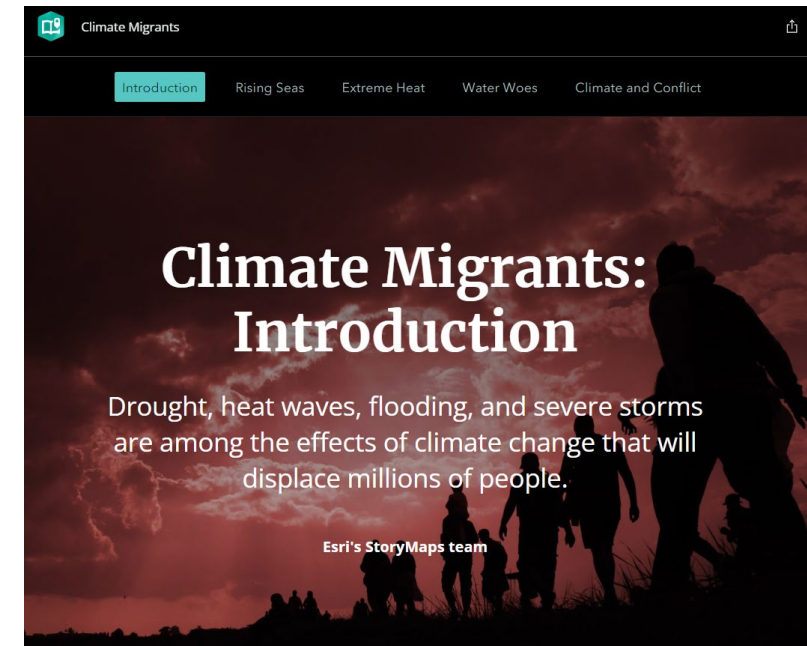 Climate Migrants
Introduction
Rising Seas
Extreme Heat
Water Woes
Climate and Conflict
Climate Migrants:
Introduction
Drought, heat waves, flooding, and severe storms
are among the effects of climate change that will
displace millions of people.
Esri's StoryMaps team